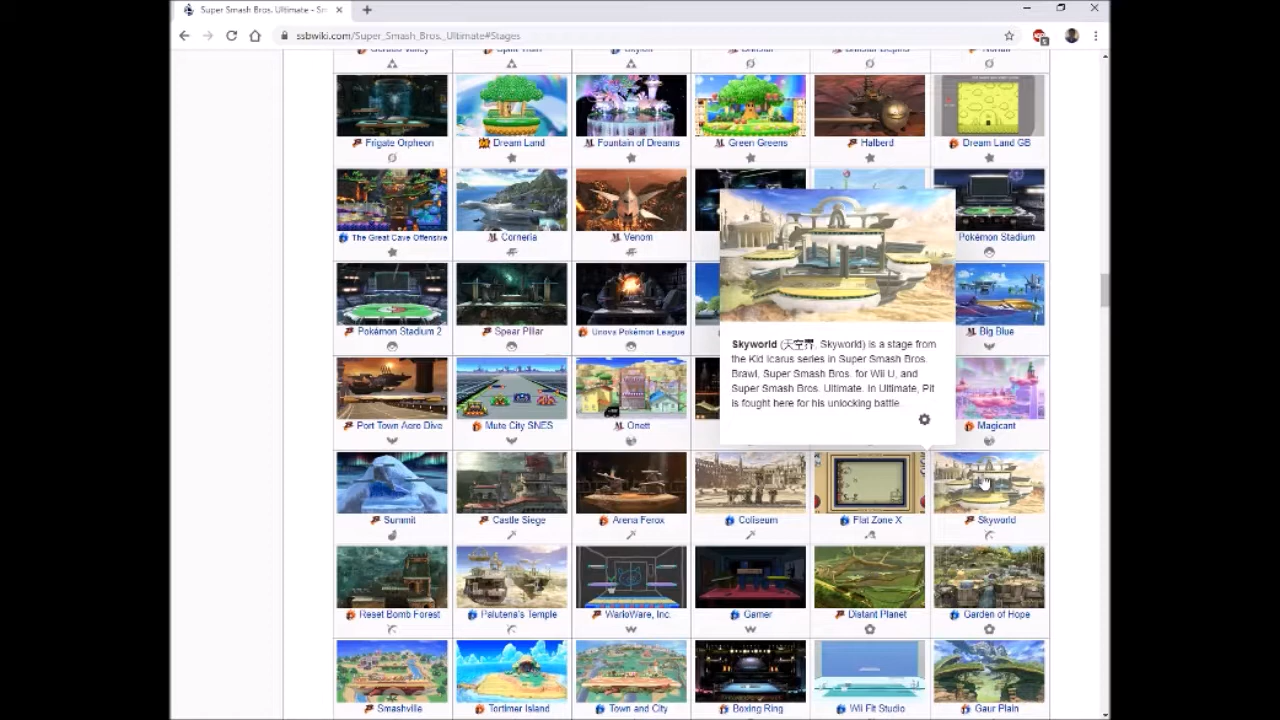 Super Smash Bros. Ultimate - Sm
ssbwiki.com/Super_Smash_Bros._Ultimate#Stages
Frigate Orpheon
Dream Land
Fountain of Dreams
Green Greens
Halberd
Dream Land GB
The Great Cave Offensive
Corneria
Venom
Pokémon Stadium
Pokémon Stadium 2
Spear Pillar
Unova Pokémon League
Big Blue
Skyworld (天空界, Skyworld) is a stage from
the Kid Icarus series in Super Smash Bros.
Brawl, Super Smash Bros. for Wii U, and
Super Smash Bros. Ultimate. In Ultimate, Pit
is fought here for his unlocking battle.
Port Town Aero Dive
Mute City SNES
Onett
Magicant
Summit
Castle Siege
Arena Ferox
Coliseum
Flat Zone X
Skyworld
Reset Bomb Forest
Palutena's Temple
WarioWare, Inc.
Gamer
Distant Planet
Garden of Hope
Smashville
Tortimer Island
Town and City
Boxing Ring
Wii Fit Studio
Gaur Plain